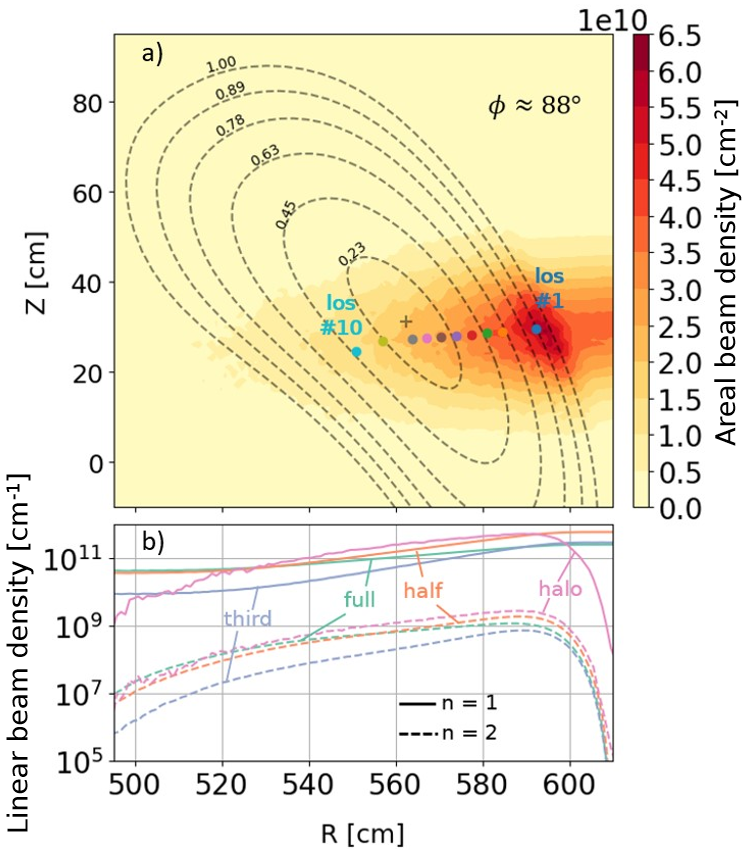 1e10
a)
ϕ ≈ 88°
1.00
0.89
0.78
0.63
0.45
0.23
los
#10
los
#1
80
60
40
20
0
Z [cm]
6.5
6.0
5.5
5.0
4.5
4.0
3.5
3.0
2.5
2.0
1.5
1.0
0.5
0.0
Areal beam density [cm-2]
b)
third
full
half
halo
n = 1
n = 2
10¹¹
10⁹
10⁷
10⁵
Linear beam density [cm-1]
500 520 540 560 580 600
R [cm]